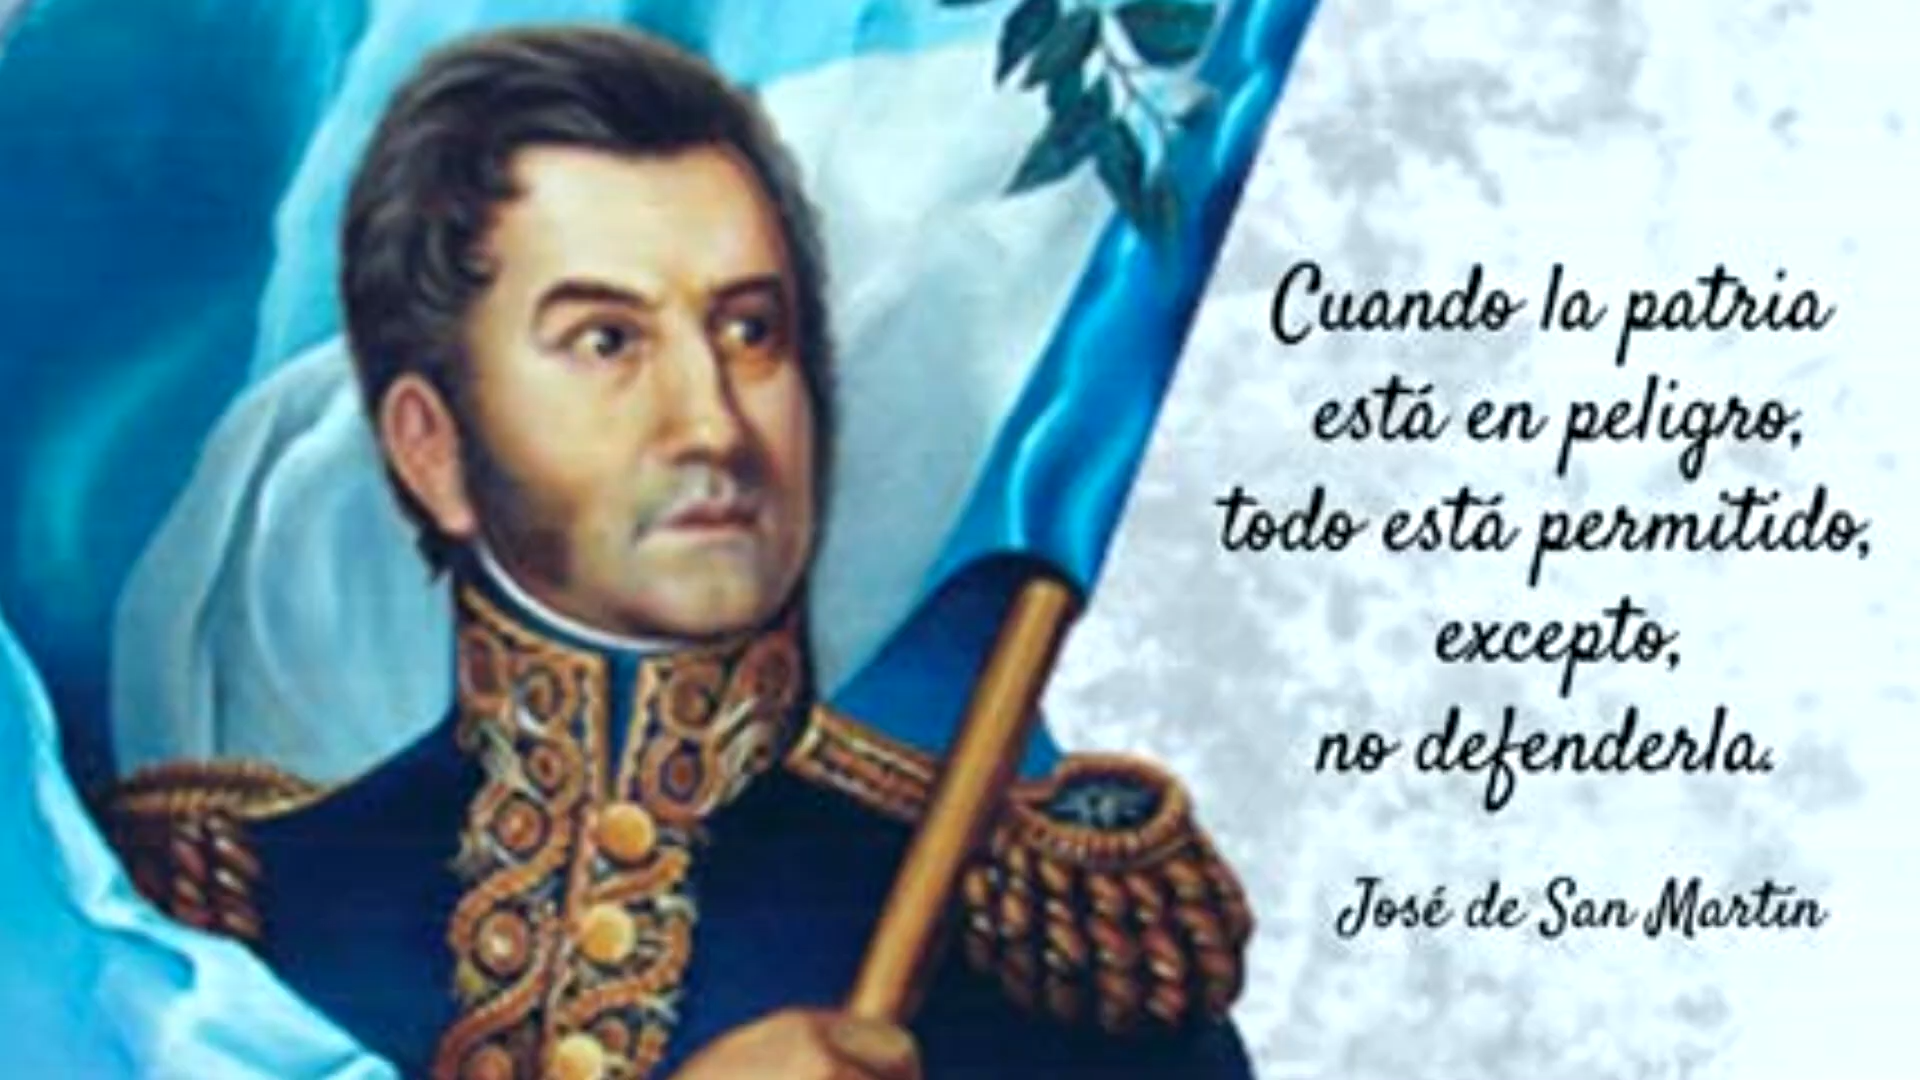 Cuando la patria
está en peligro,
todo está permitido,
excepto,
no defenderla.
José de San Martín